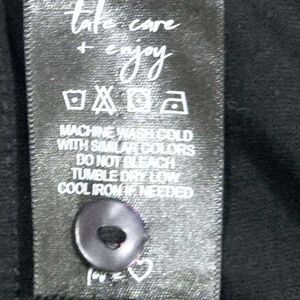 take care
+ enjoy
MACHINE WASH COLD
WITH SIMILAR COLORS
DO NOT BLEACH
TUMBLE DRY LOW
COOL IRON IF NEEDED